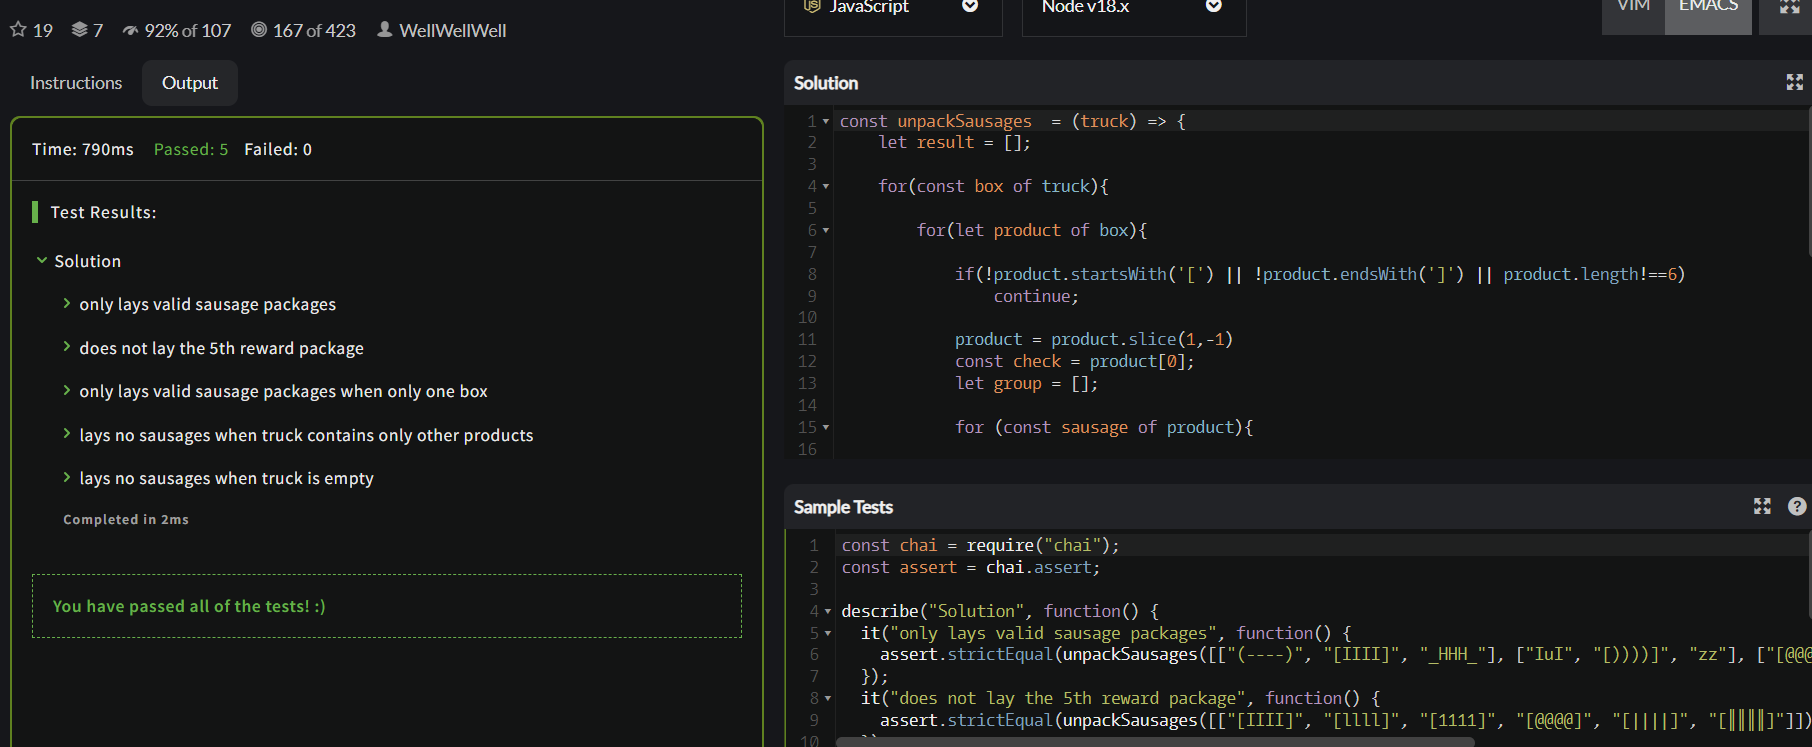 19 7 92% of 107 167 of 423 WellWellWell
Instructions Output
Time: 790ms Passed: 5 Failed: 0
Test Results:
Solution
only lays valid sausage packages
does not lay the 5th reward package
only lays valid sausage packages when only one box
lays no sausages when truck contains only other products
lays no sausages when truck is empty
Completed in 2ms
You have passed all of the tests! :)
JavaScript Node v18.x VIM EMACS
Solution
1 const unpackSausages  = (truck) => {
2 let result = [];
3
4 for(const box of truck){
5
6 for(let product of box){
7
8 if(!product.startsWith('[') || !product.endsWith(']') || product.length!==6)
9 continue;
10
11 product = product.slice(1,-1)
12 const check = product[0];
13 let group = [];
14
15 for (const sausage of product){
16
Sample Tests
1 const chai = require("chai");
2 const assert = chai.assert;
3
4 describe("Solution", function() {
5 it("only lays valid sausage packages", function() {
6 assert.strictEqual(unpackSausages([["(----)", "[IIII]", "_HHH_"], ["IuI", "[))))]", "zz"], ["[@@@
7 });
8 it("does not lay the 5th reward package", function() {
9 assert.strictEqual(unpackSausages([["[IIII]", "[llll]", "[1111]", "[@@@@]", "[||||]", "[║║║║]"]])
10 })